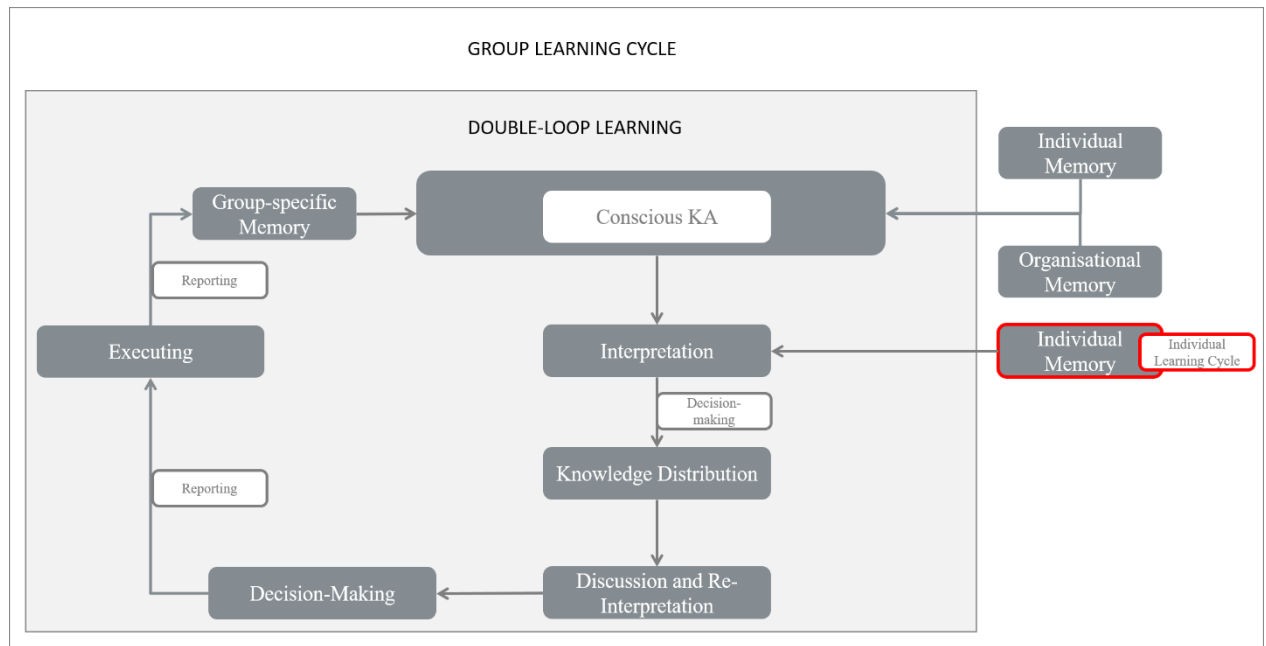 GROUP LEARNING CYCLE
DOUBLE-LOOP LEARNING
Individual
Memory
Group-specific
Memory
Conscious KA
Organisational
Memory
Reporting
Executing
Interpretation
Individual
Memory
Individual
Learning Cycle
Decision-
making
Knowledge Distribution
Reporting
Decision-Making
Discussion and Re-
Interpretation